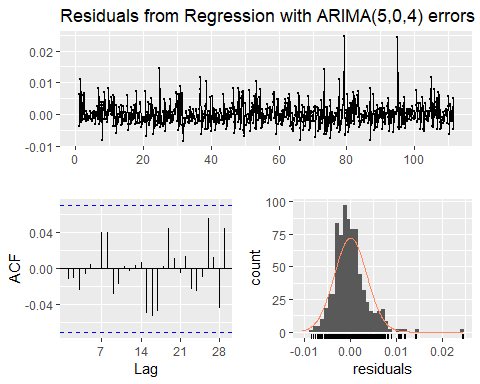 Residuals from Regression with ARIMA(5,0,4) errors
0.02
0.01
0.00
-0.01
0 20 40 60 80 100
ACF
0.04
0.00
-0.04
7 14 21 28
Lag
count
100
75
50
25
0
-0.01 0.00 0.01 0.02
residuals